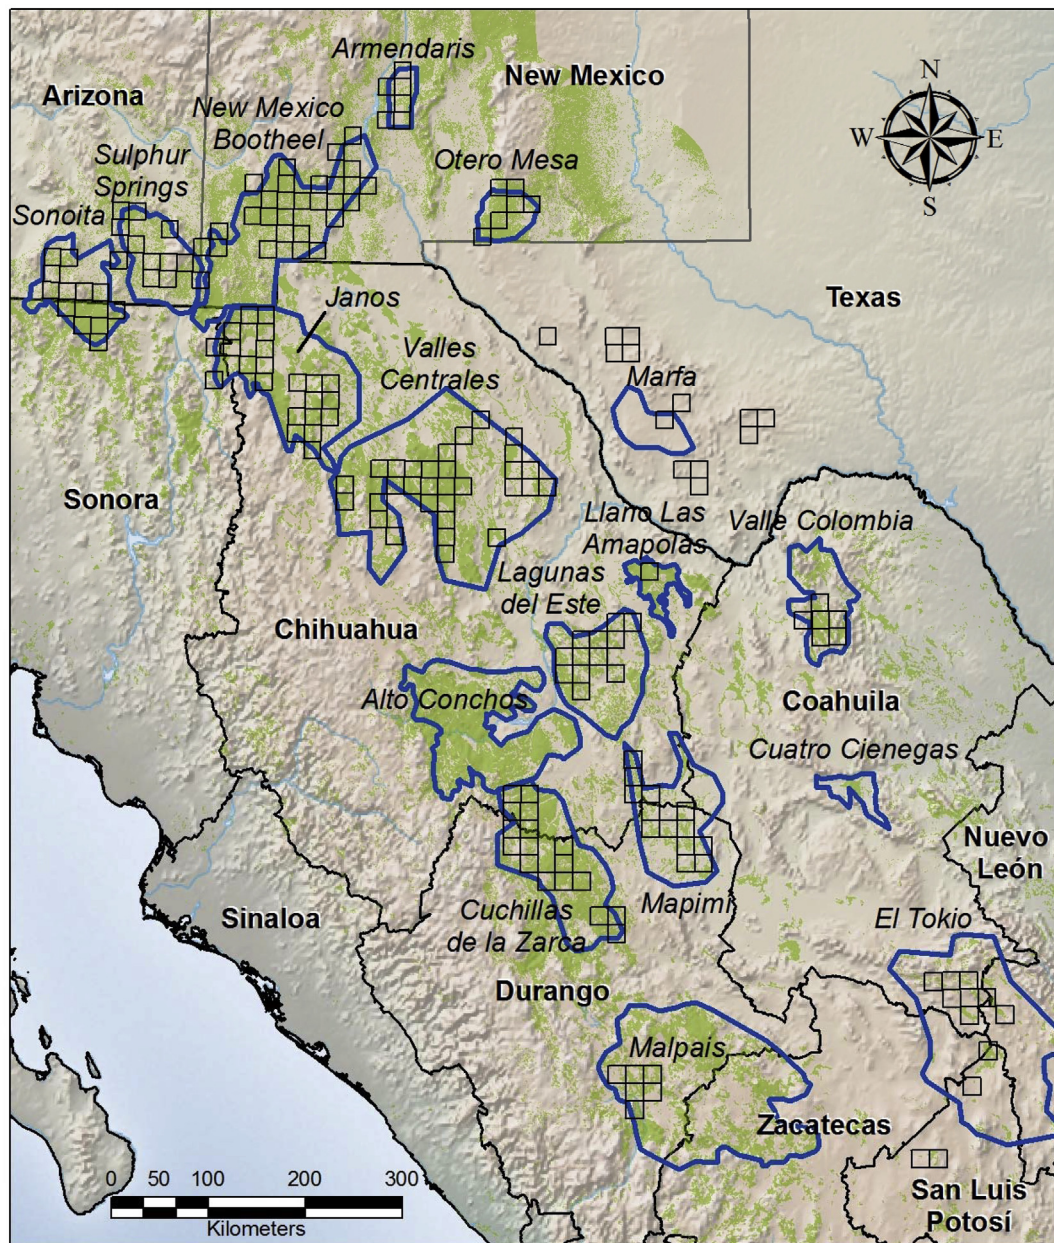 Armendaris
New Mexico
Arizona
New Mexico
Bootheel
N
W
E
S
Sulphur
Springs
Otero Mesa
Sonoita
Janos
Texas
Valles
Centrales
Marfa
Sonora
Llano Las
Amapolas
Valle Colombia
Lagunas
del Este
Chihuahua
Alto Conchos
Coahuila
Cuatro Cienegas
Nuevo
León
Cuchillas
de la Zarca
Mapimi
Sinaloa
El Tokio
Durango
Malpais
Zacatecas
San Luis
Potosí
0 50 100 200 300
Kilometers